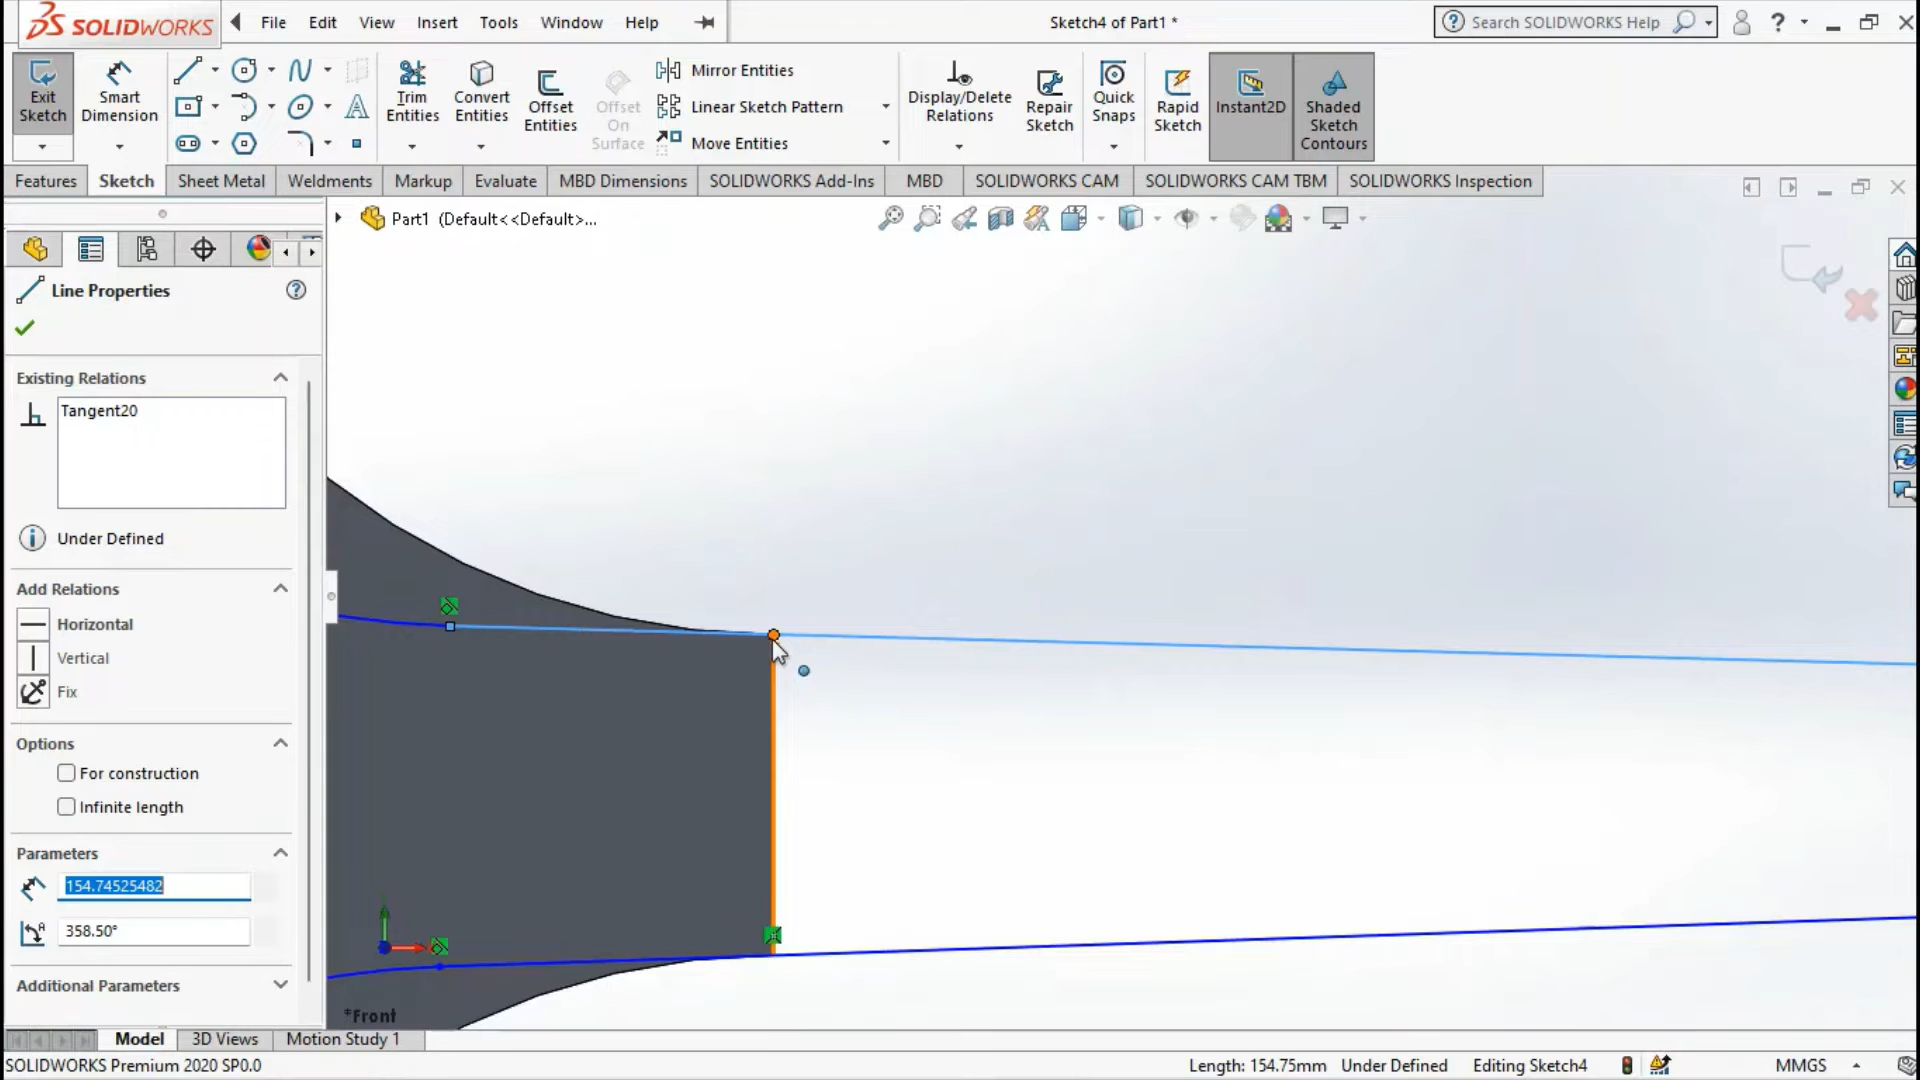 SOLIDWORKS
File Edit View Insert Tools Window Help
Sketch4 of Part1 *
Search SOLIDWORKS Help
?
Exit Sketch
Smart Dimension
Trim Entities
Convert Entities
Offset Entities
Offset On Surface
Mirror Entities
Linear Sketch Pattern
Move Entities
Display/Delete Relations
Repair Sketch
Quick Snaps
Rapid Sketch
Instant2D
Shaded Sketch Contours
Features Sketch Sheet Metal Weldments Markup Evaluate MBD Dimensions SOLIDWORKS Add-Ins MBD SOLIDWORKS CAM SOLIDWORKS CAM TBM SOLIDWORKS Inspection
Part1 (Default<<Default>...
Line Properties
Existing Relations
Tangent20
Under Defined
Add Relations
Horizontal
Vertical
Fix
Options
For construction
Infinite length
Parameters
154.74525482
358.50°
Additional Parameters
*Front
Model 3D Views Motion Study 1
SOLIDWORKS Premium 2020 SP0.0
Length: 154.75mm Under Defined Editing Sketch4 MMGS